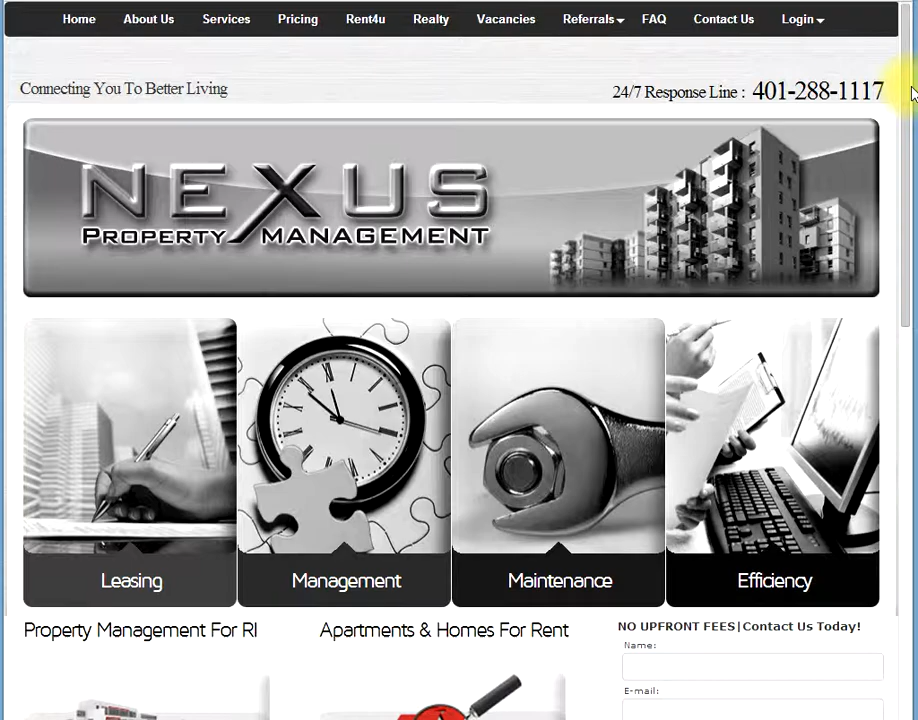 Home About Us Services Pricing Rent4u Realty Vacancies Referrals FAQ Contact Us Login
Connecting You To Better Living
24/7 Response Line : 401-288-1117
NEXUS
PROPERTY MANAGEMENT
Leasing Management Maintenance Efficiency
Property Management For RI
Apartments & Homes For Rent
NO UPFRONT FEES|Contact Us Today!
Name:
E-mail: